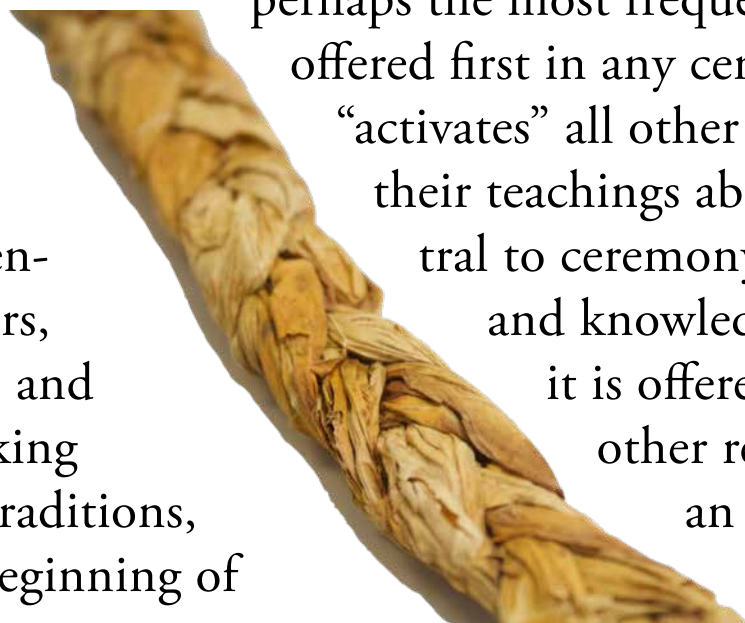 en-
rs,
and
king
raditions,
eginning of
perhaps the most freque
offered first in any cer
“activates” all other
their teachings ab
tral to ceremony
and knowled
it is offere
other re
an